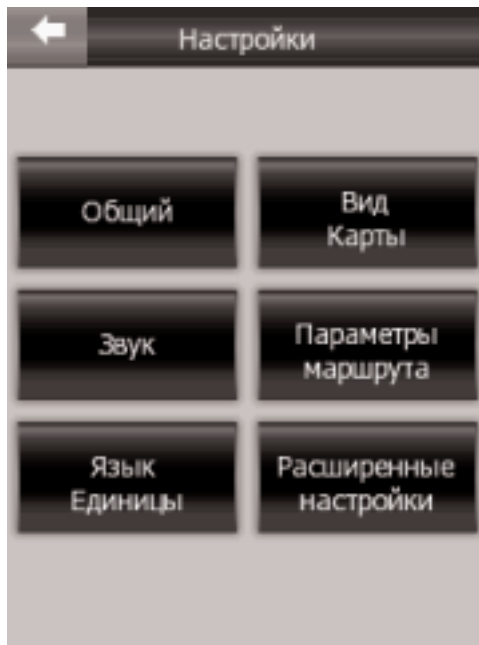 Настройки
Общий
Вид
Карты
Звук
Параметры
маршрута
Язык
Единицы
Расширенные
настройки